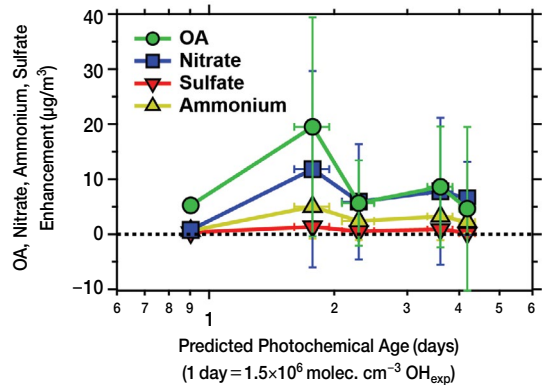 OA, Nitrate, Ammonium, Sulfate
Enhancement (µg/m³)
40
30
20
10
0
−10
OA
Nitrate
Sulfate
Ammonium
6 7 8 9 1 2 3 4 5 6
Predicted Photochemical Age (days)
(1 day = 1.5×10⁶ molec. cm⁻³ OHₑₓₚ)